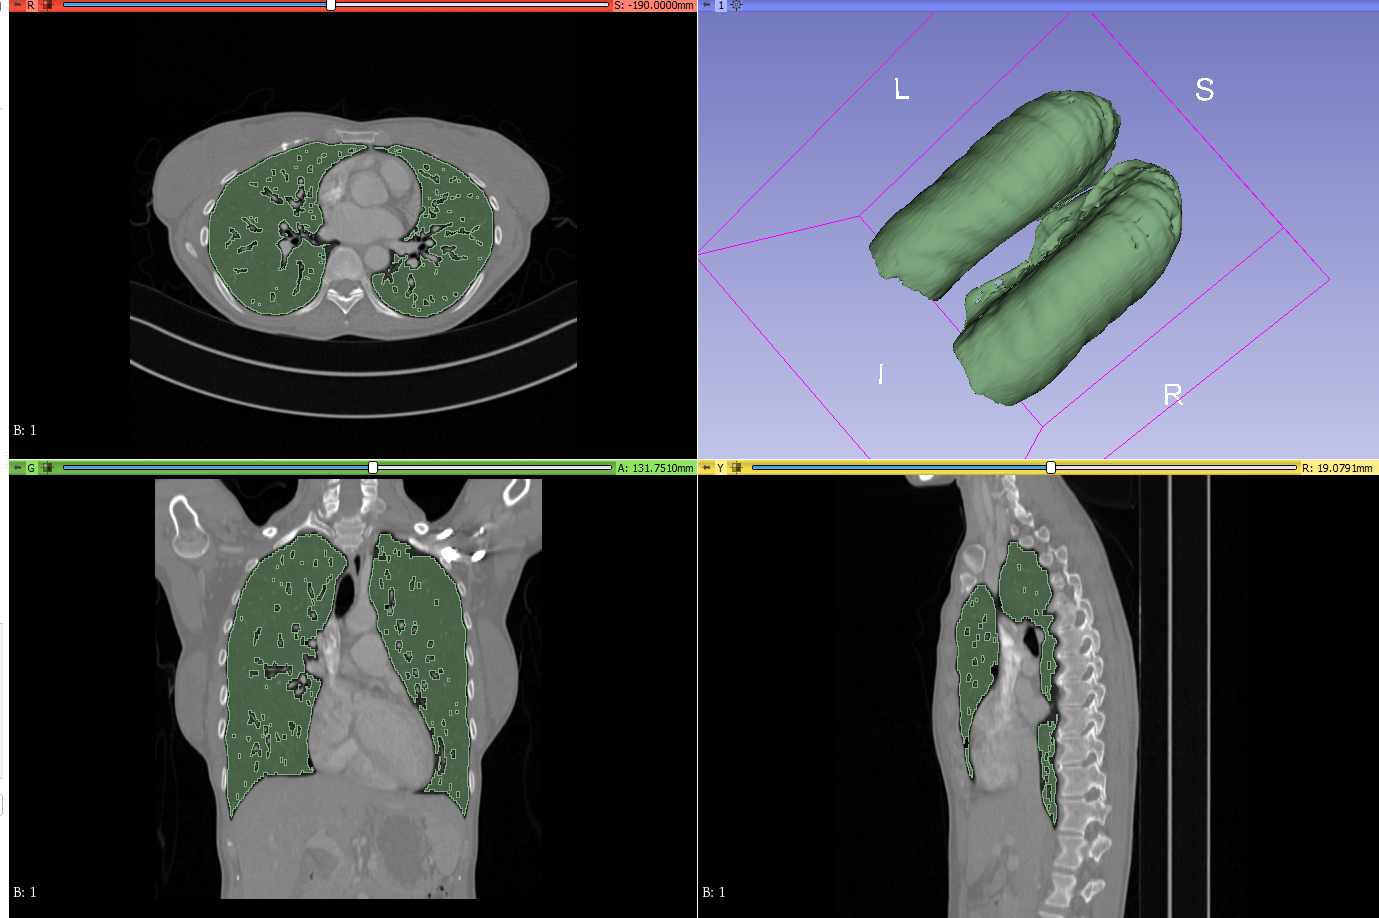 R S: -190.0000mm
1
L
S
I
R
B: 1
G A: 131.7510mm
Y R: 19.0791mm
B: 1
B: 1